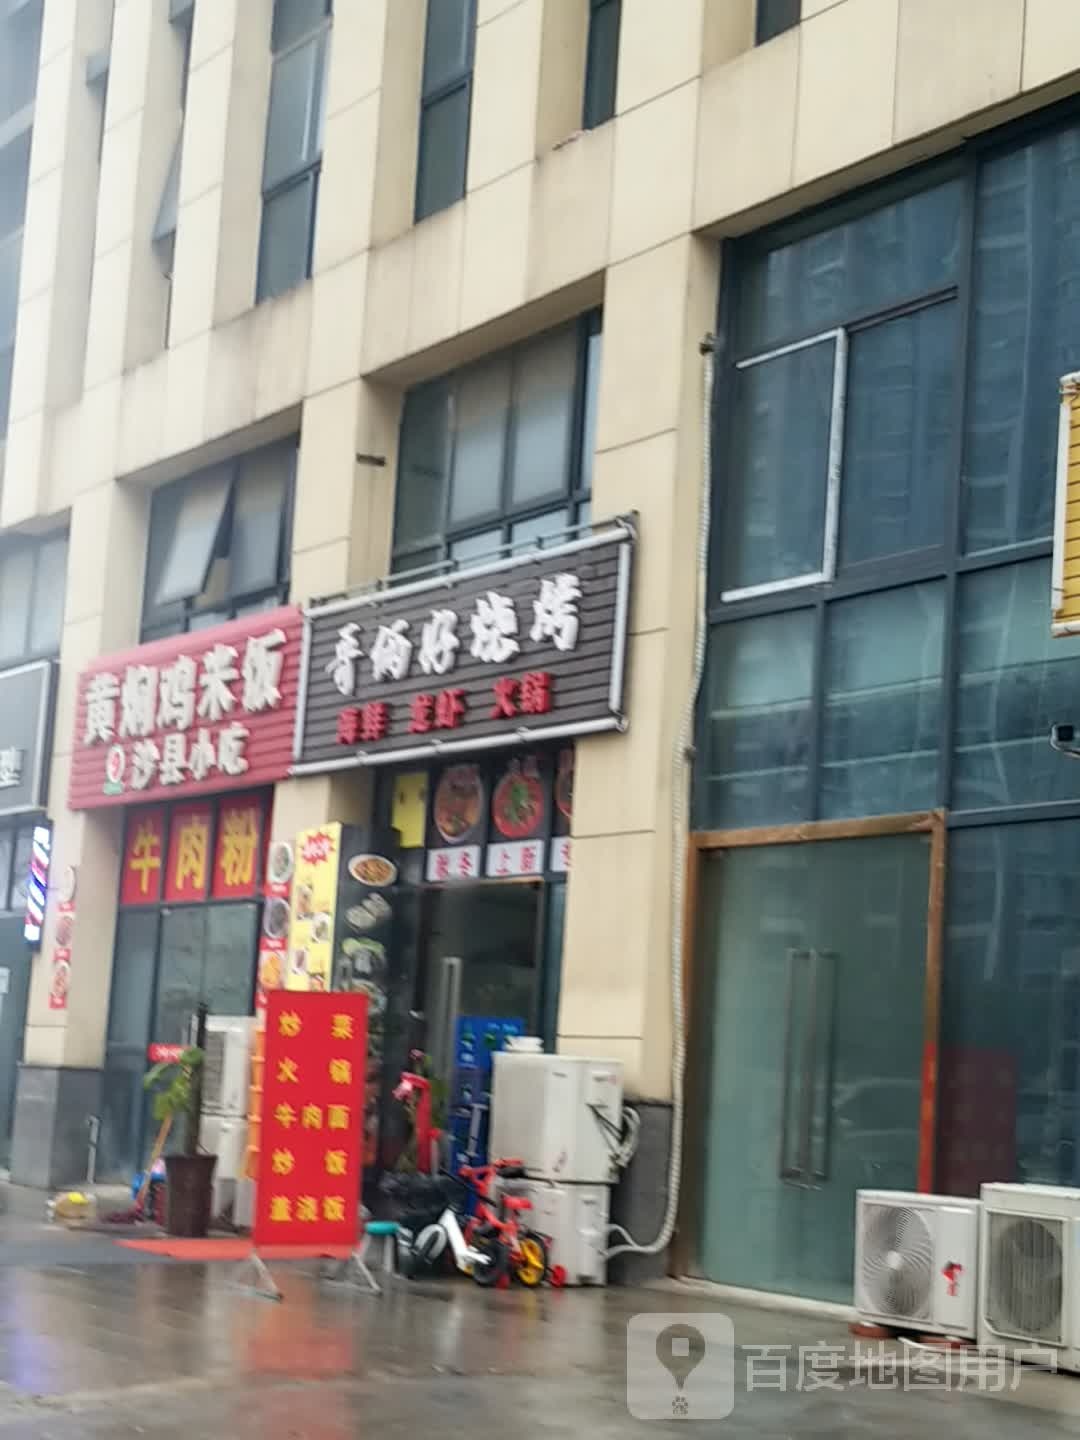 黄焖鸡米饭
沙县小吃
牛肉粉
哥俩好烧烤
海鲜 龙虾 火锅
型
炒菜
火锅
牛肉面
炒饭
盖浇饭
百度地图用户